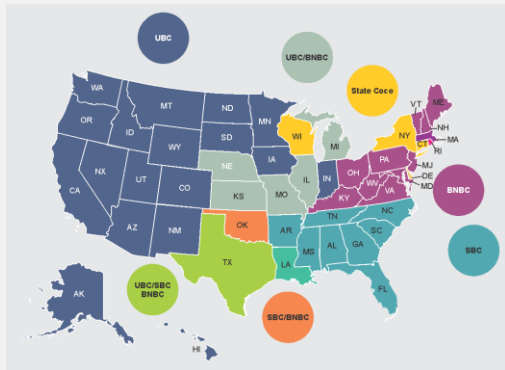 UBC
UBC/BNBC
State Coce
WA
MT
ND
MN
OR
ID
SD
WI
MI
WY
NE
IA
VT
ME
NH
NY
MA
CT
RI
PA
MJ
DE
MD
BNBC
NX
UT
CO
CA
KS
MO
IL
IN
OH
WV
VA
KY
AZ
NM
OK
AR
TN
NC
SC
MS
AL
GA
SBC
TX
LA
FL
UBC/SBC
BNBC
SBC/BNBC
AK
HI